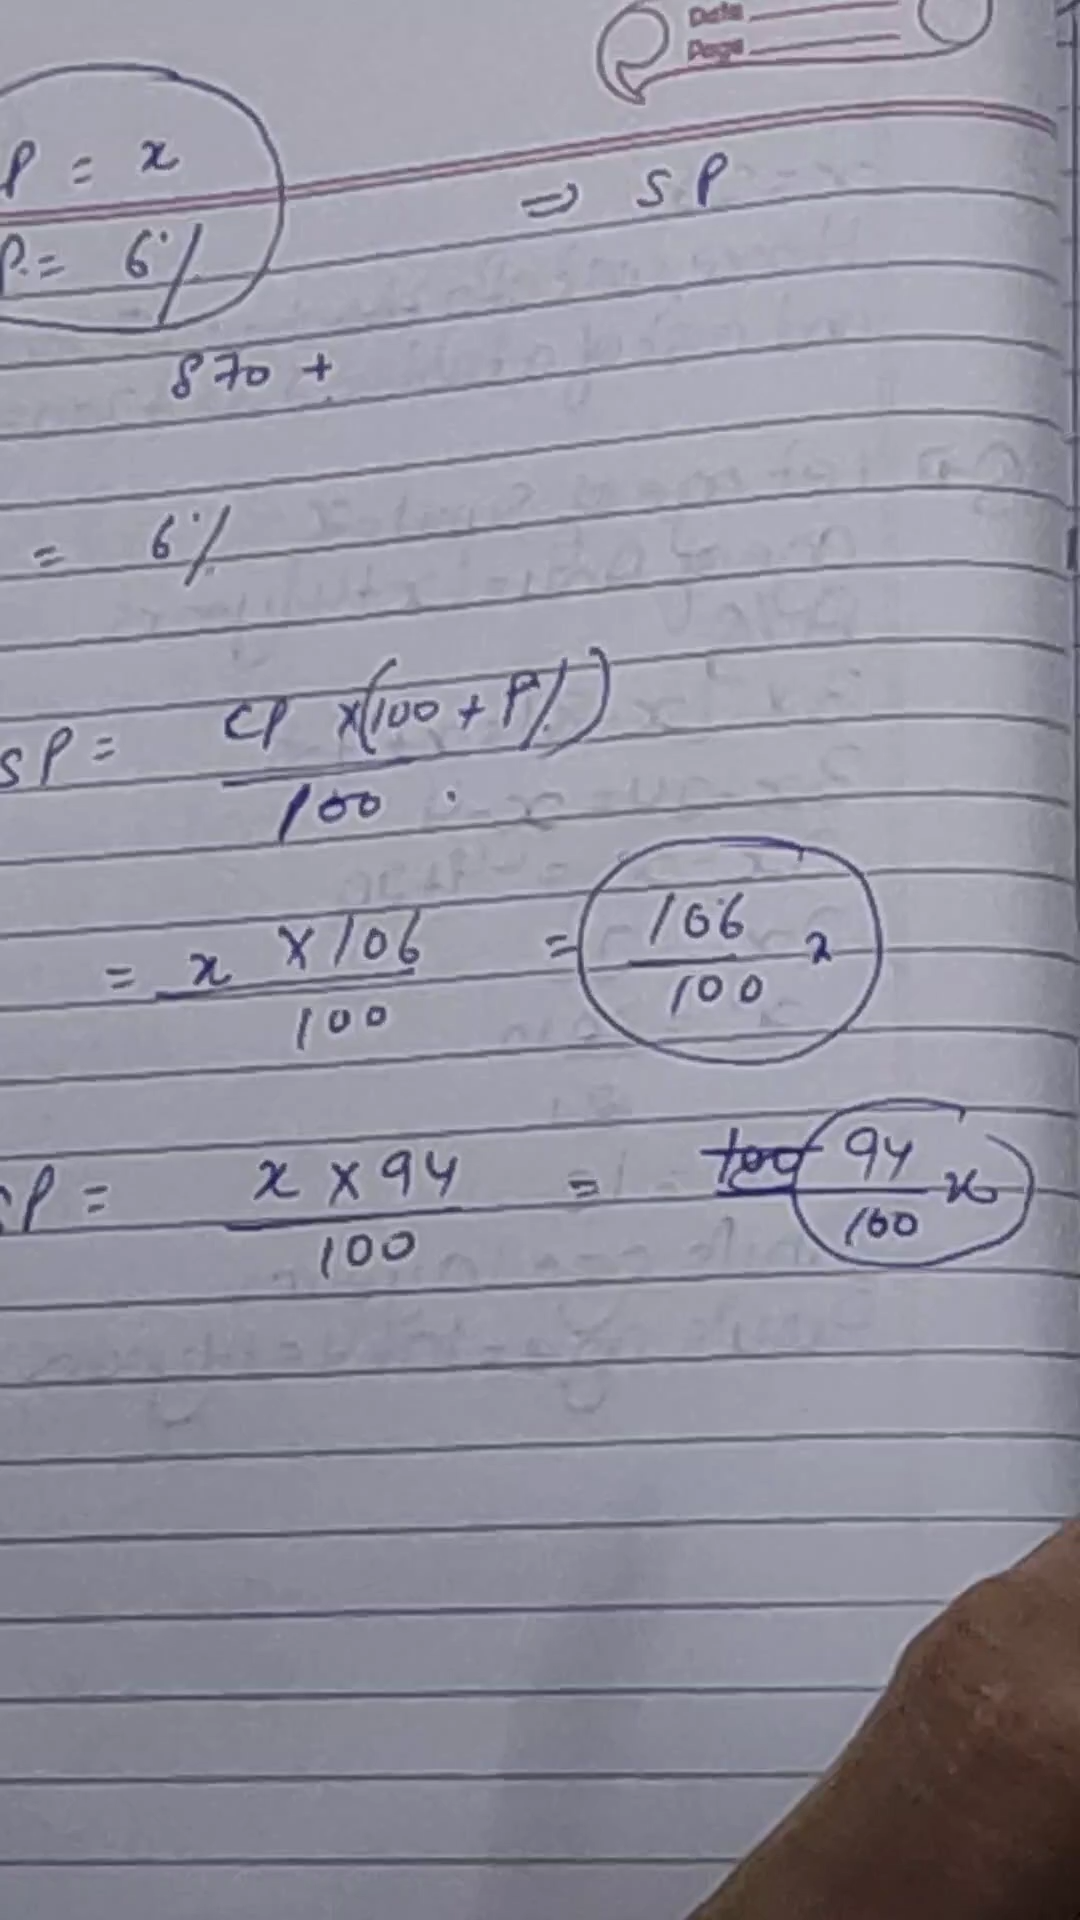 Date
Page
P = x
⇒ SP
P = 6%
870 +
= 6%
SP = CP x(100 + P%)
100
= x X 106 = 106 x
100 100
P = x x 94 = 94 x
100 100